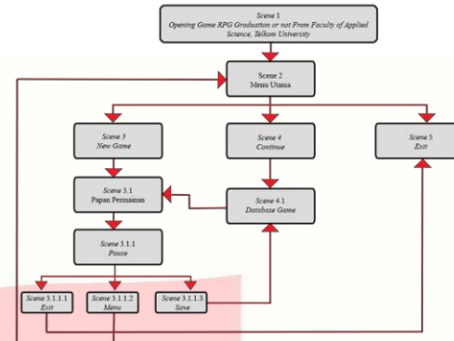 Scene 1
Opening Game RPG Graduation or not From Faculty of Applied
Science, Telkom University
Scene 2
Menu Utama
Scene 3
New Game
Scene 4
Continue
Scene 5
Exit
Scene 3.1
Papan Permainan
Scene 4.1
Database Game
Scene 3.1.1
Pause
Scene 3.1.1.1
Exit
Scene 3.1.1.2
Menu
Scene 3.1.1.3
Save